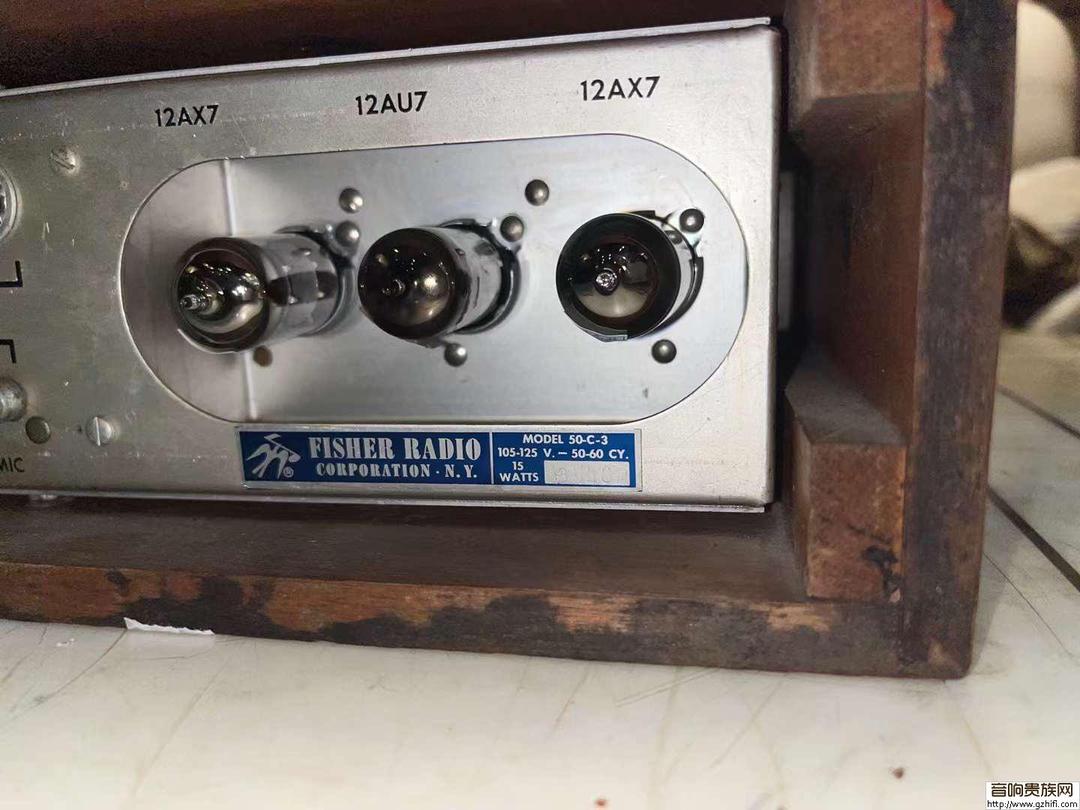 12AX7
12AU7
12AX7
MIC
FISHER RADIO
CORPORATION · N. Y.
®
MODEL 50-C-3
105-125 V. — 50-60 CY.
15
WATTS
音响贵族网
http://www.gzhifi.com